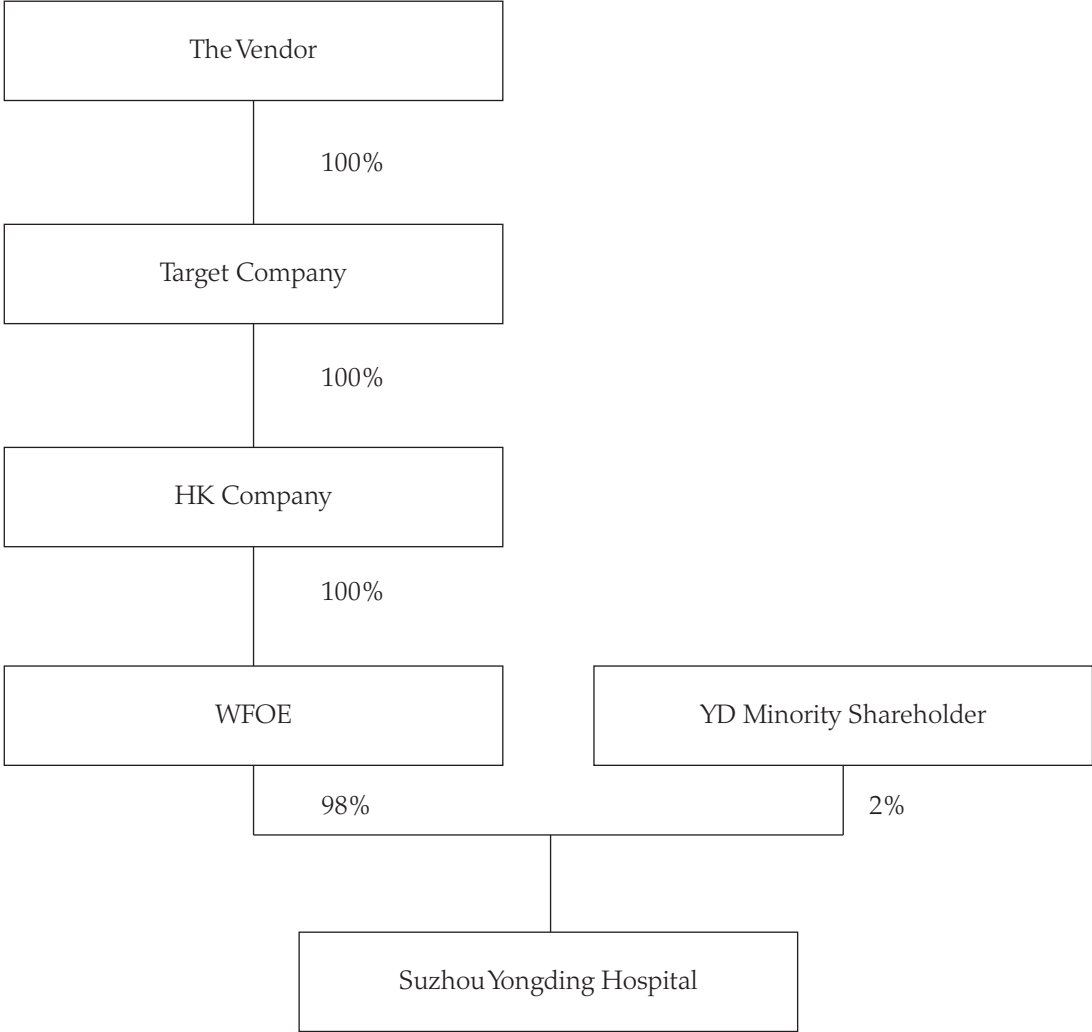 The Vendor
100%
Target Company
100%
HK Company
100%
WFOE
YD Minority Shareholder
98%
2%
Suzhou Yongding Hospital